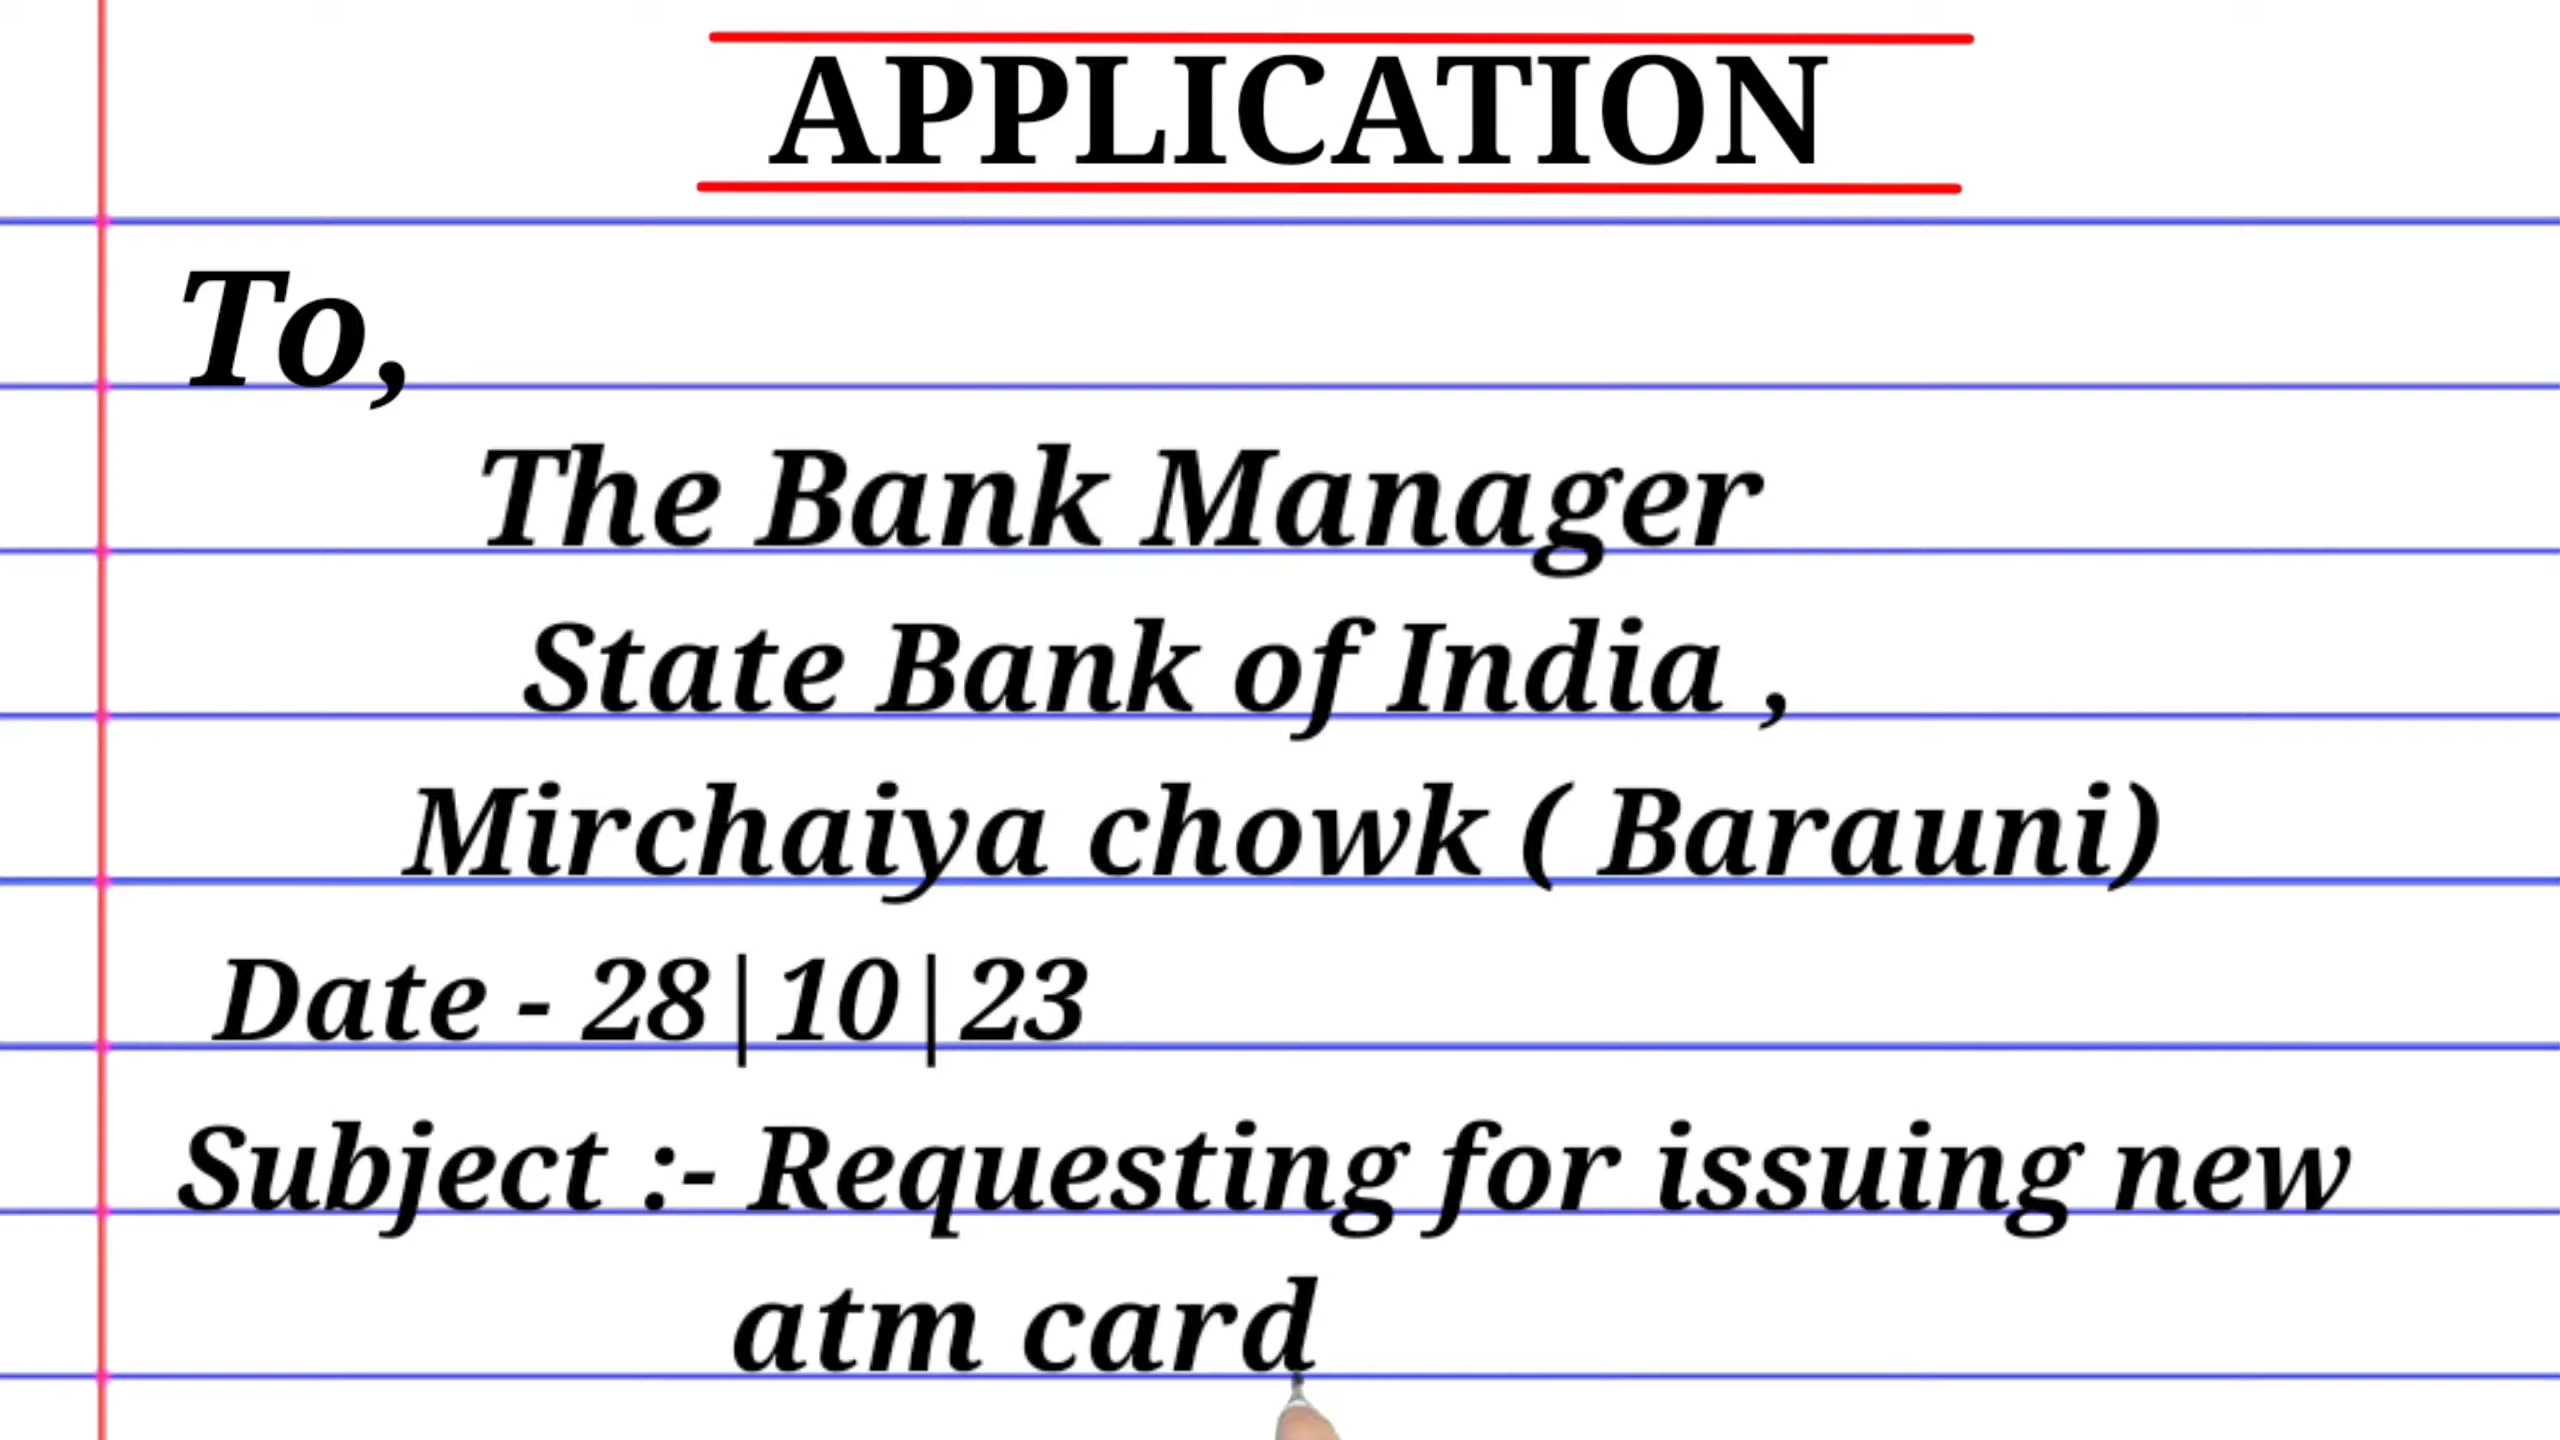 APPLICATION
To,
The Bank Manager
State Bank of India ,
Mirchaiya chowk ( Barauni)
Date - 28|10|23
Subject :- Requesting for issuing new
atm card